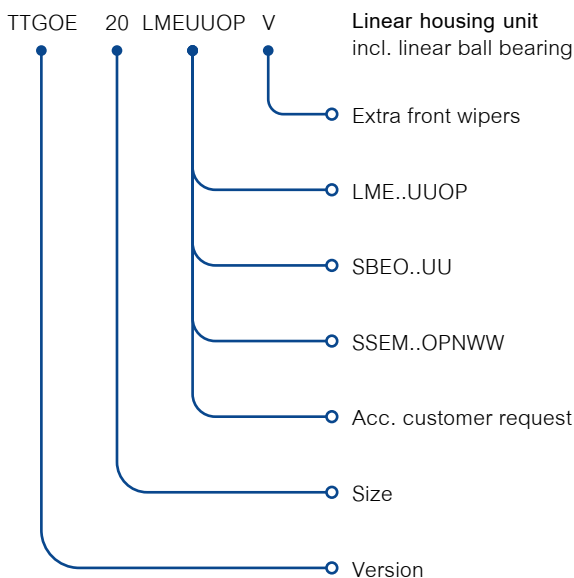 TTGOE 20 LMEUUOP V
Linear housing unit
incl. linear ball bearing
Extra front wipers
LME..UUOP
SBEO..UU
SSEM..OPNWW
Acc. customer request
Size
Version